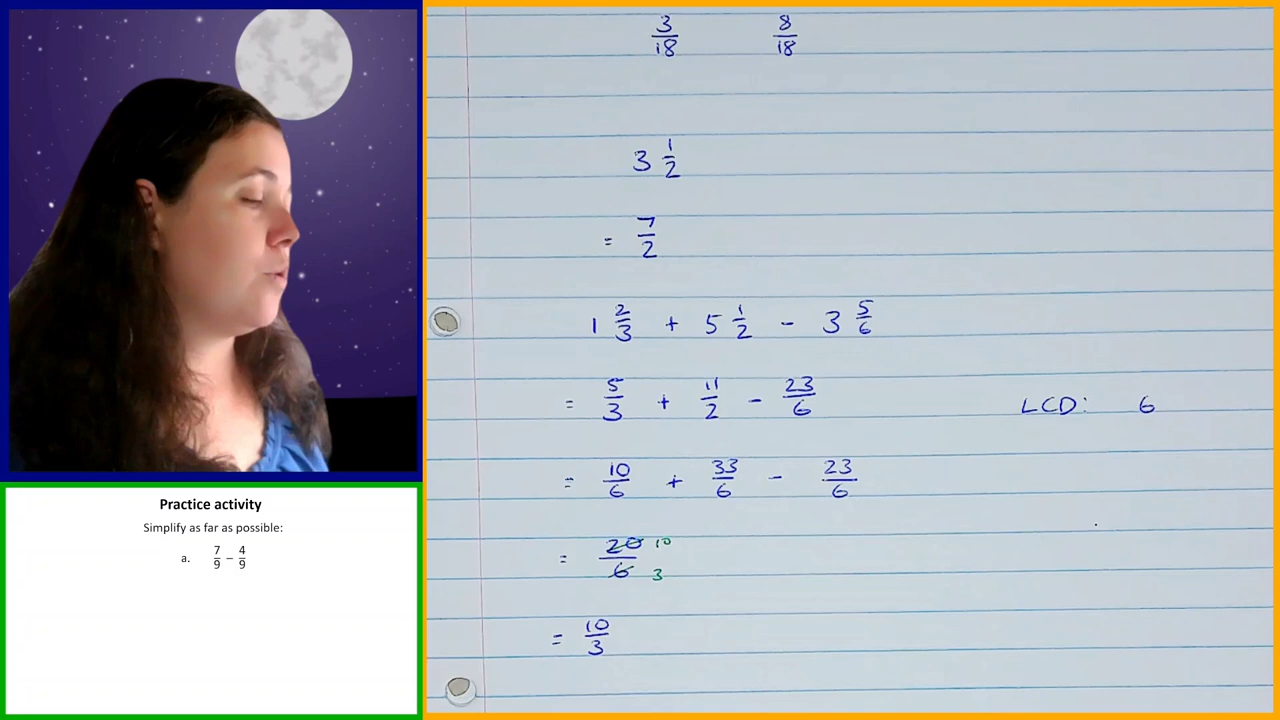 3/18 8/18
3 1/2
= 7/2
1 2/3 + 5 1/2 - 3 5/6
= 5/3 + 11/2 - 23/6 LCD: 6
= 10/6 + 33/6 - 23/6
= 20/6 10/3
= 10/3
Practice activity
Simplify as far as possible:
a. 7/9 − 4/9